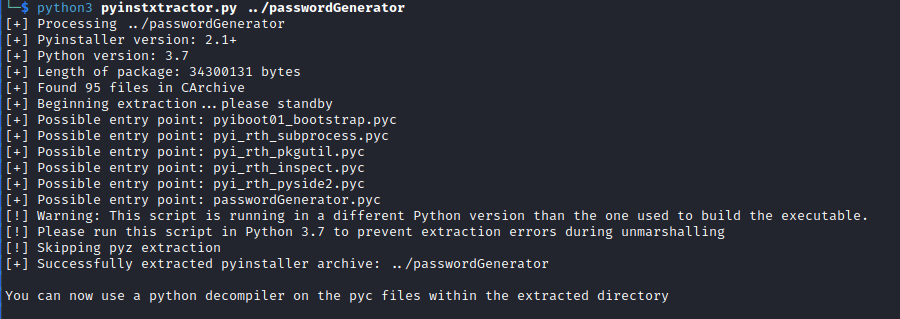 └─$ python3 pyinstxtractor.py ../passwordGenerator
[+] Processing ../passwordGenerator
[+] Pyinstaller version: 2.1+
[+] Python version: 3.7
[+] Length of package: 34300131 bytes
[+] Found 95 files in CArchive
[+] Beginning extraction...please standby
[+] Possible entry point: pyiboot01_bootstrap.pyc
[+] Possible entry point: pyi_rth_subprocess.pyc
[+] Possible entry point: pyi_rth_pkgutil.pyc
[+] Possible entry point: pyi_rth_inspect.pyc
[+] Possible entry point: pyi_rth_pyside2.pyc
[+] Possible entry point: passwordGenerator.pyc
[!] Warning: This script is running in a different Python version than the one used to build the executable.
[!] Please run this script in Python 3.7 to prevent extraction errors during unmarshalling
[!] Skipping pyz extraction
[+] Successfully extracted pyinstaller archive: ../passwordGenerator
You can now use a python decompiler on the pyc files within the extracted directory